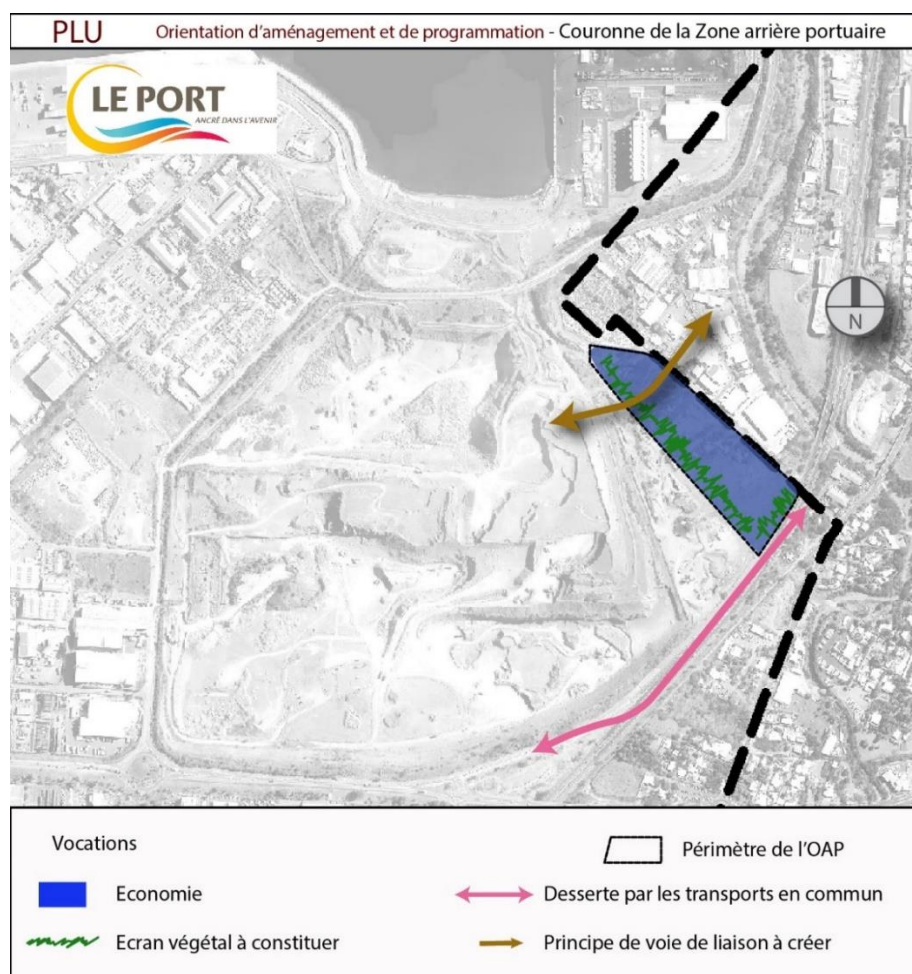 PLU Orientation d'aménagement et de programmation - Couronne de la Zone arrière portuaire
LE PORT
ANCRÉ DANS L'AVENIR
N
Vocations
Périmètre de l'OAP
Economie
Desserte par les transports en commun
Ecran végétal à constituer
Principe de voie de liaison à créer